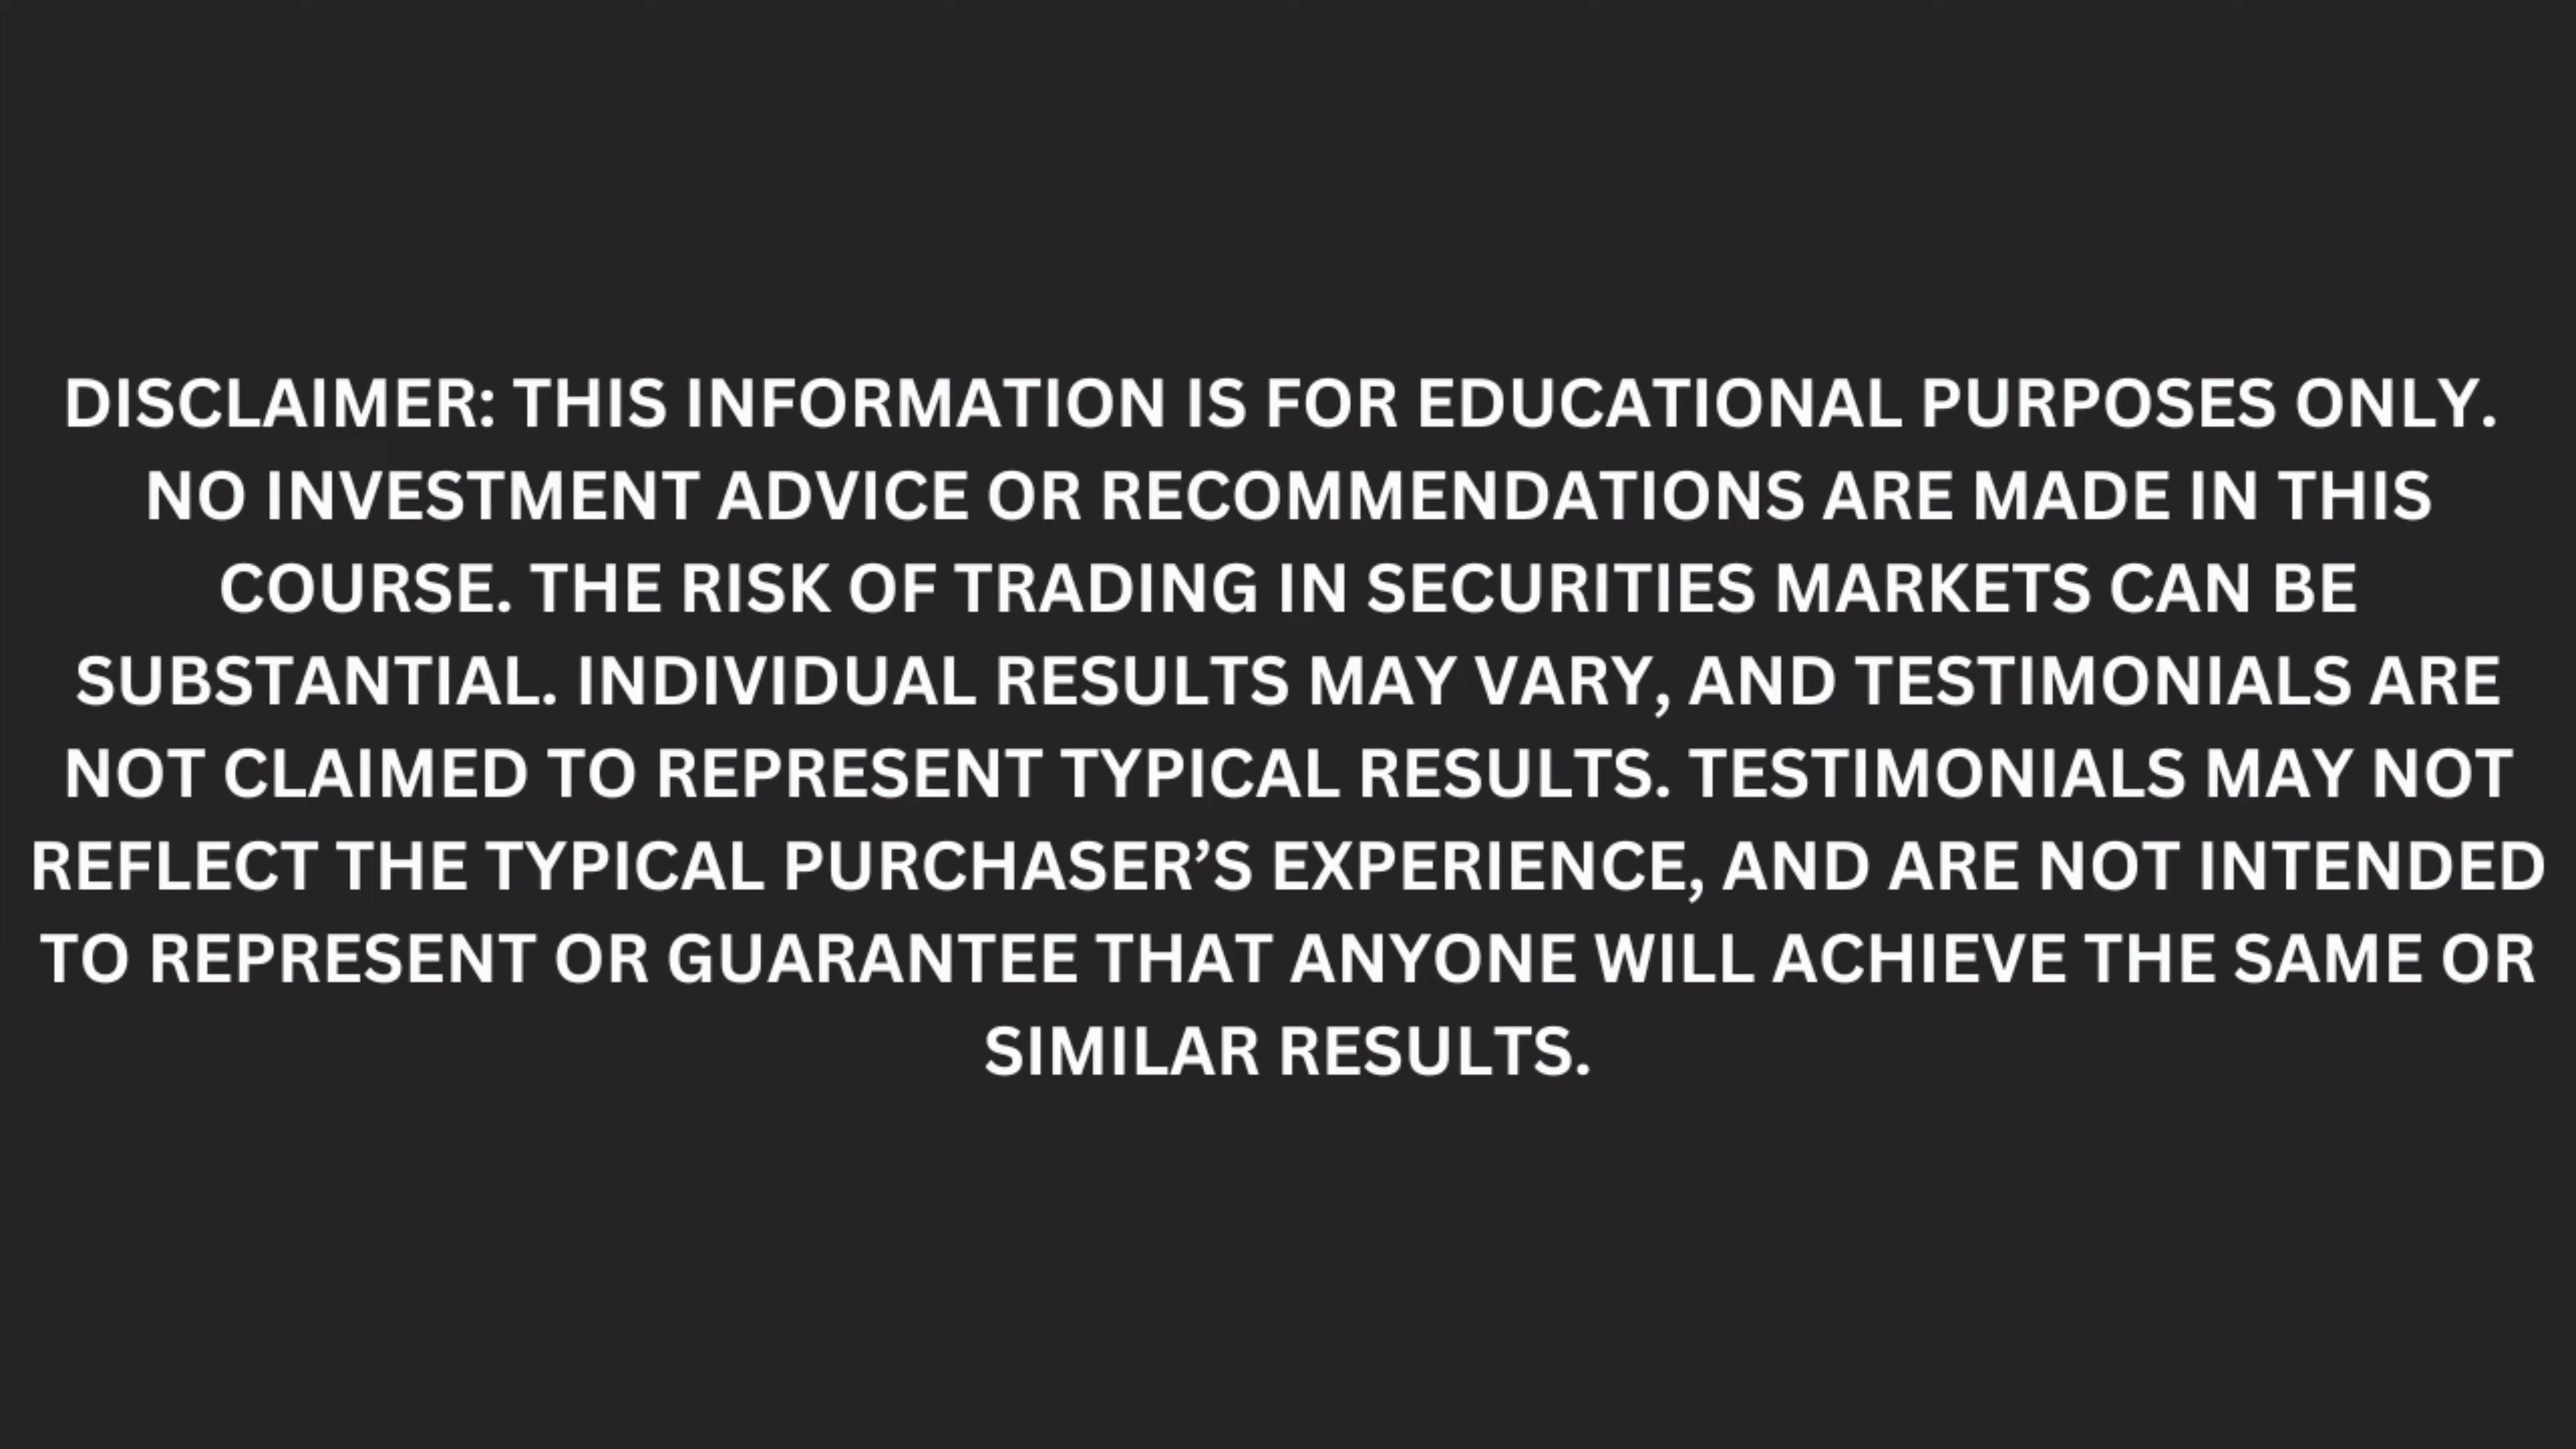 DISCLAIMER: THIS INFORMATION IS FOR EDUCATIONAL PURPOSES ONLY.
NO INVESTMENT ADVICE OR RECOMMENDATIONS ARE MADE IN THIS
COURSE. THE RISK OF TRADING IN SECURITIES MARKETS CAN BE
SUBSTANTIAL. INDIVIDUAL RESULTS MAY VARY, AND TESTIMONIALS ARE
NOT CLAIMED TO REPRESENT TYPICAL RESULTS. TESTIMONIALS MAY NOT
REFLECT THE TYPICAL PURCHASER’S EXPERIENCE, AND ARE NOT INTENDED
TO REPRESENT OR GUARANTEE THAT ANYONE WILL ACHIEVE THE SAME OR
SIMILAR RESULTS.